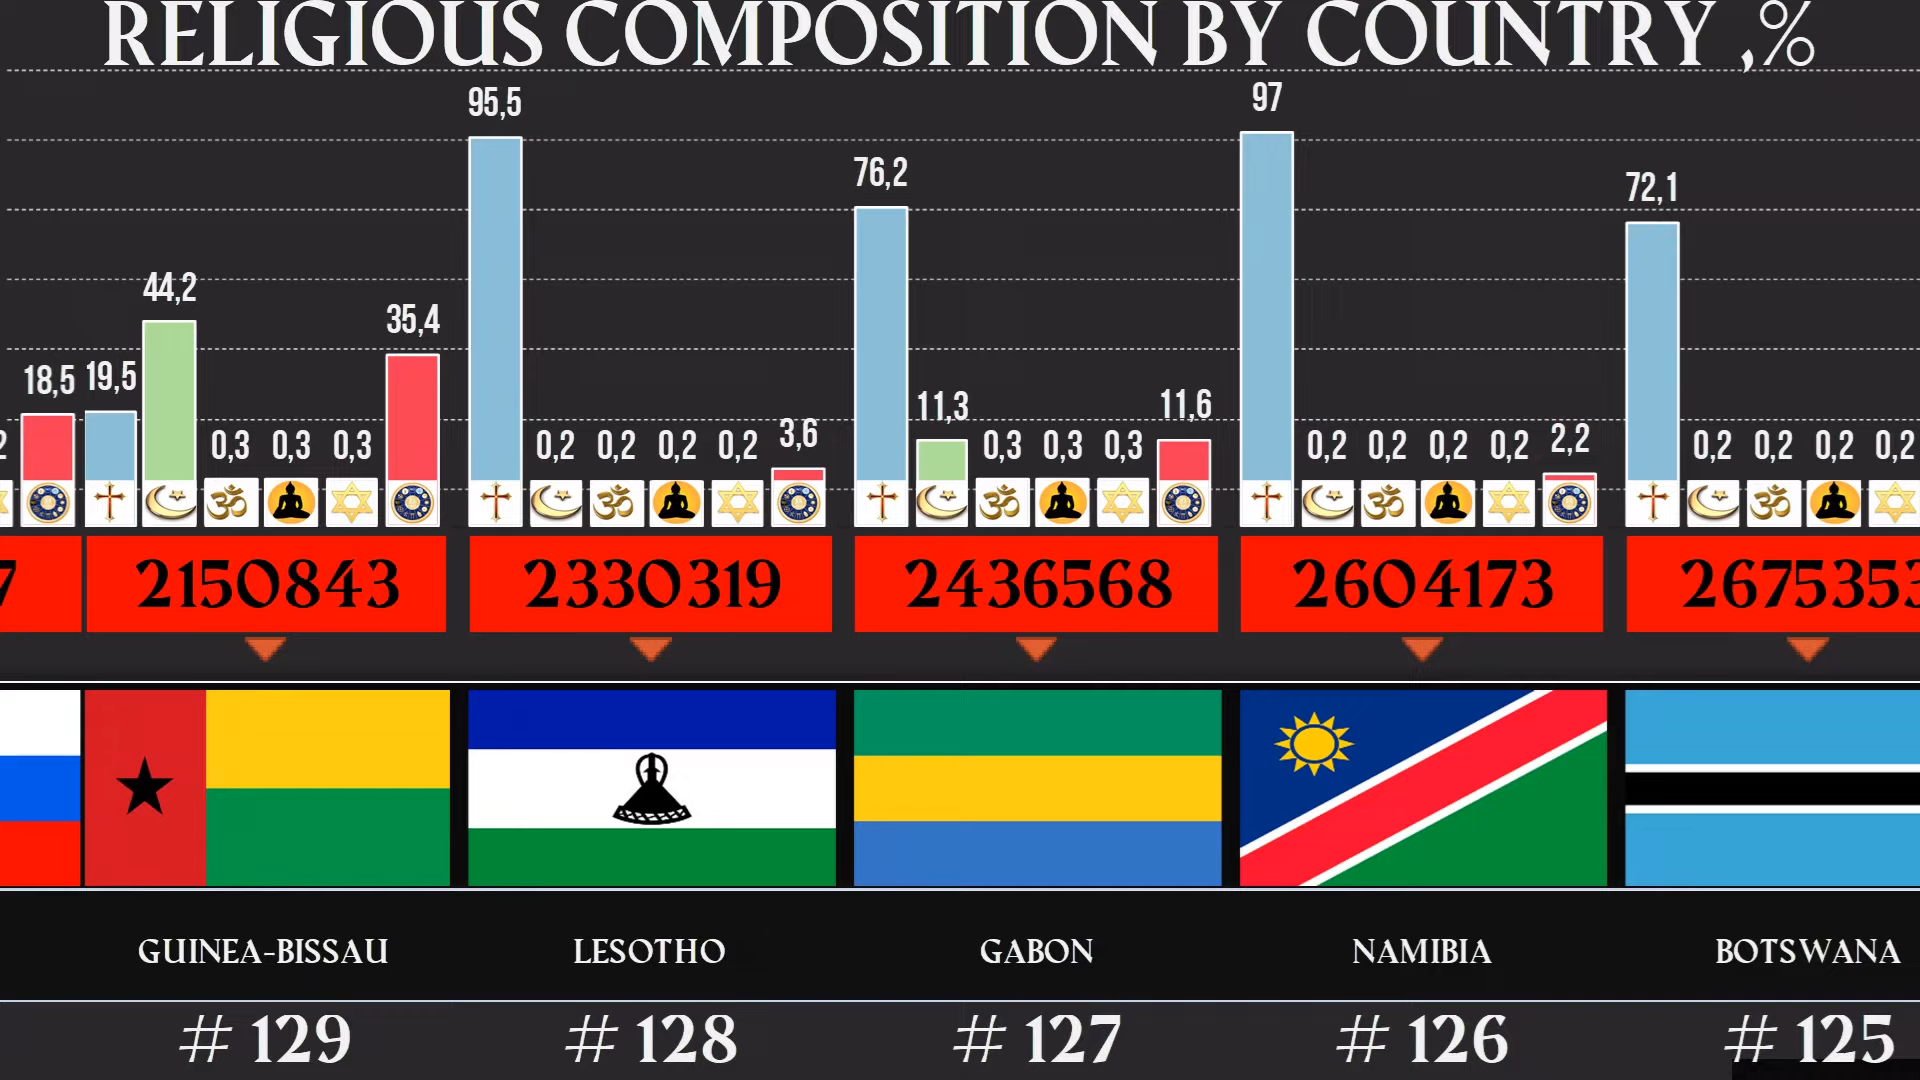 RELIGIOUS COMPOSITION BY COUNTRY ,%
95,5
97
76,2
72,1
44,2
35,4
18,5 19,5
11,3
11,6
0,3 0,3 0,3
0,2 0,2 0,2 0,2
3,6
0,3 0,3 0,3
0,2 0,2 0,2 0,2
2,2
0,2 0,2 0,2 0,2
2150843 2330319 2436568 2604173 2675353
GUINEA-BISSAU LESOTHO GABON NAMIBIA BOTSWANA
# 129 # 128 # 127 # 126 # 125